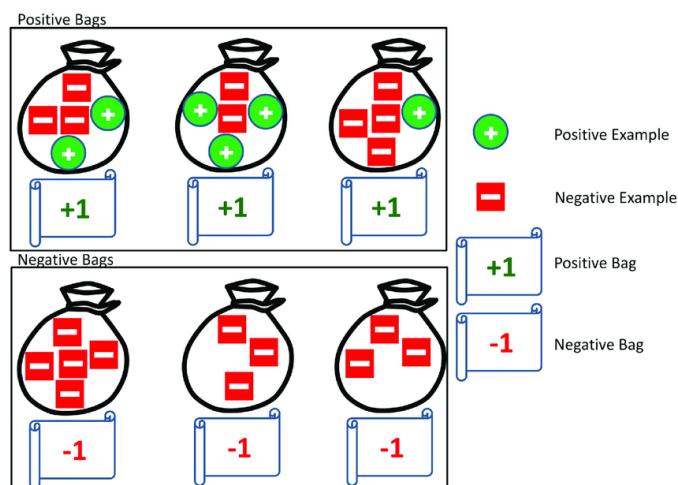 Positive Bags
+1 +1 +1
Negative Bags
-1 -1 -1
Positive Example
Negative Example
+1 Positive Bag
-1 Negative Bag